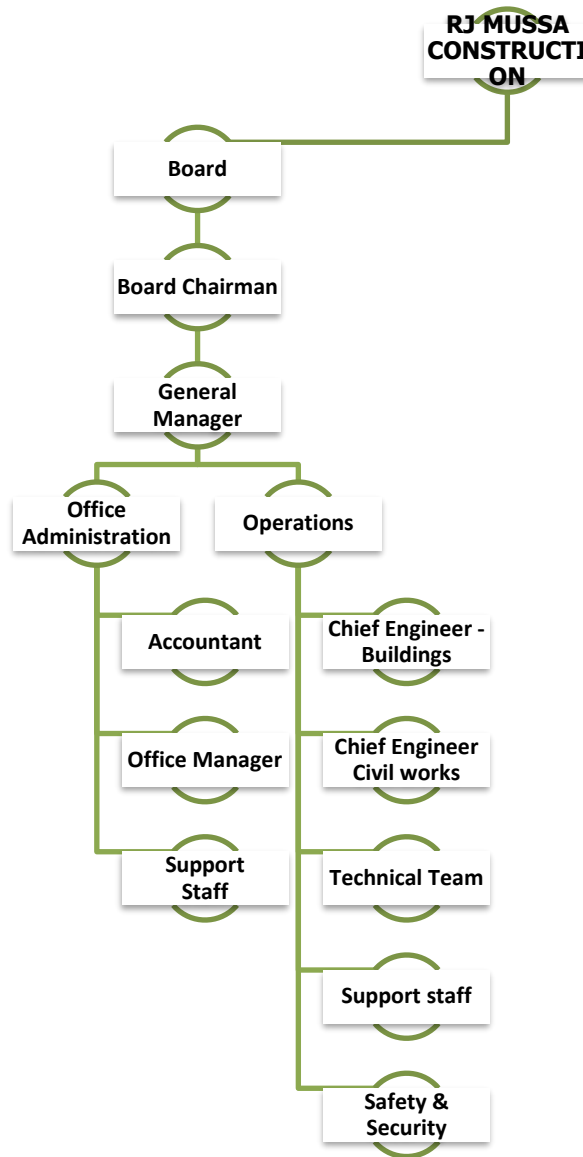 RJ MUSSA
CONSTRUCTI
ON
Board
Board Chairman
General
Manager
Office
Administration
Operations
Accountant
Chief Engineer -
Buildings
Office Manager
Chief Engineer
Civil works
Support
Staff
Technical Team
Support staff
Safety &
Security